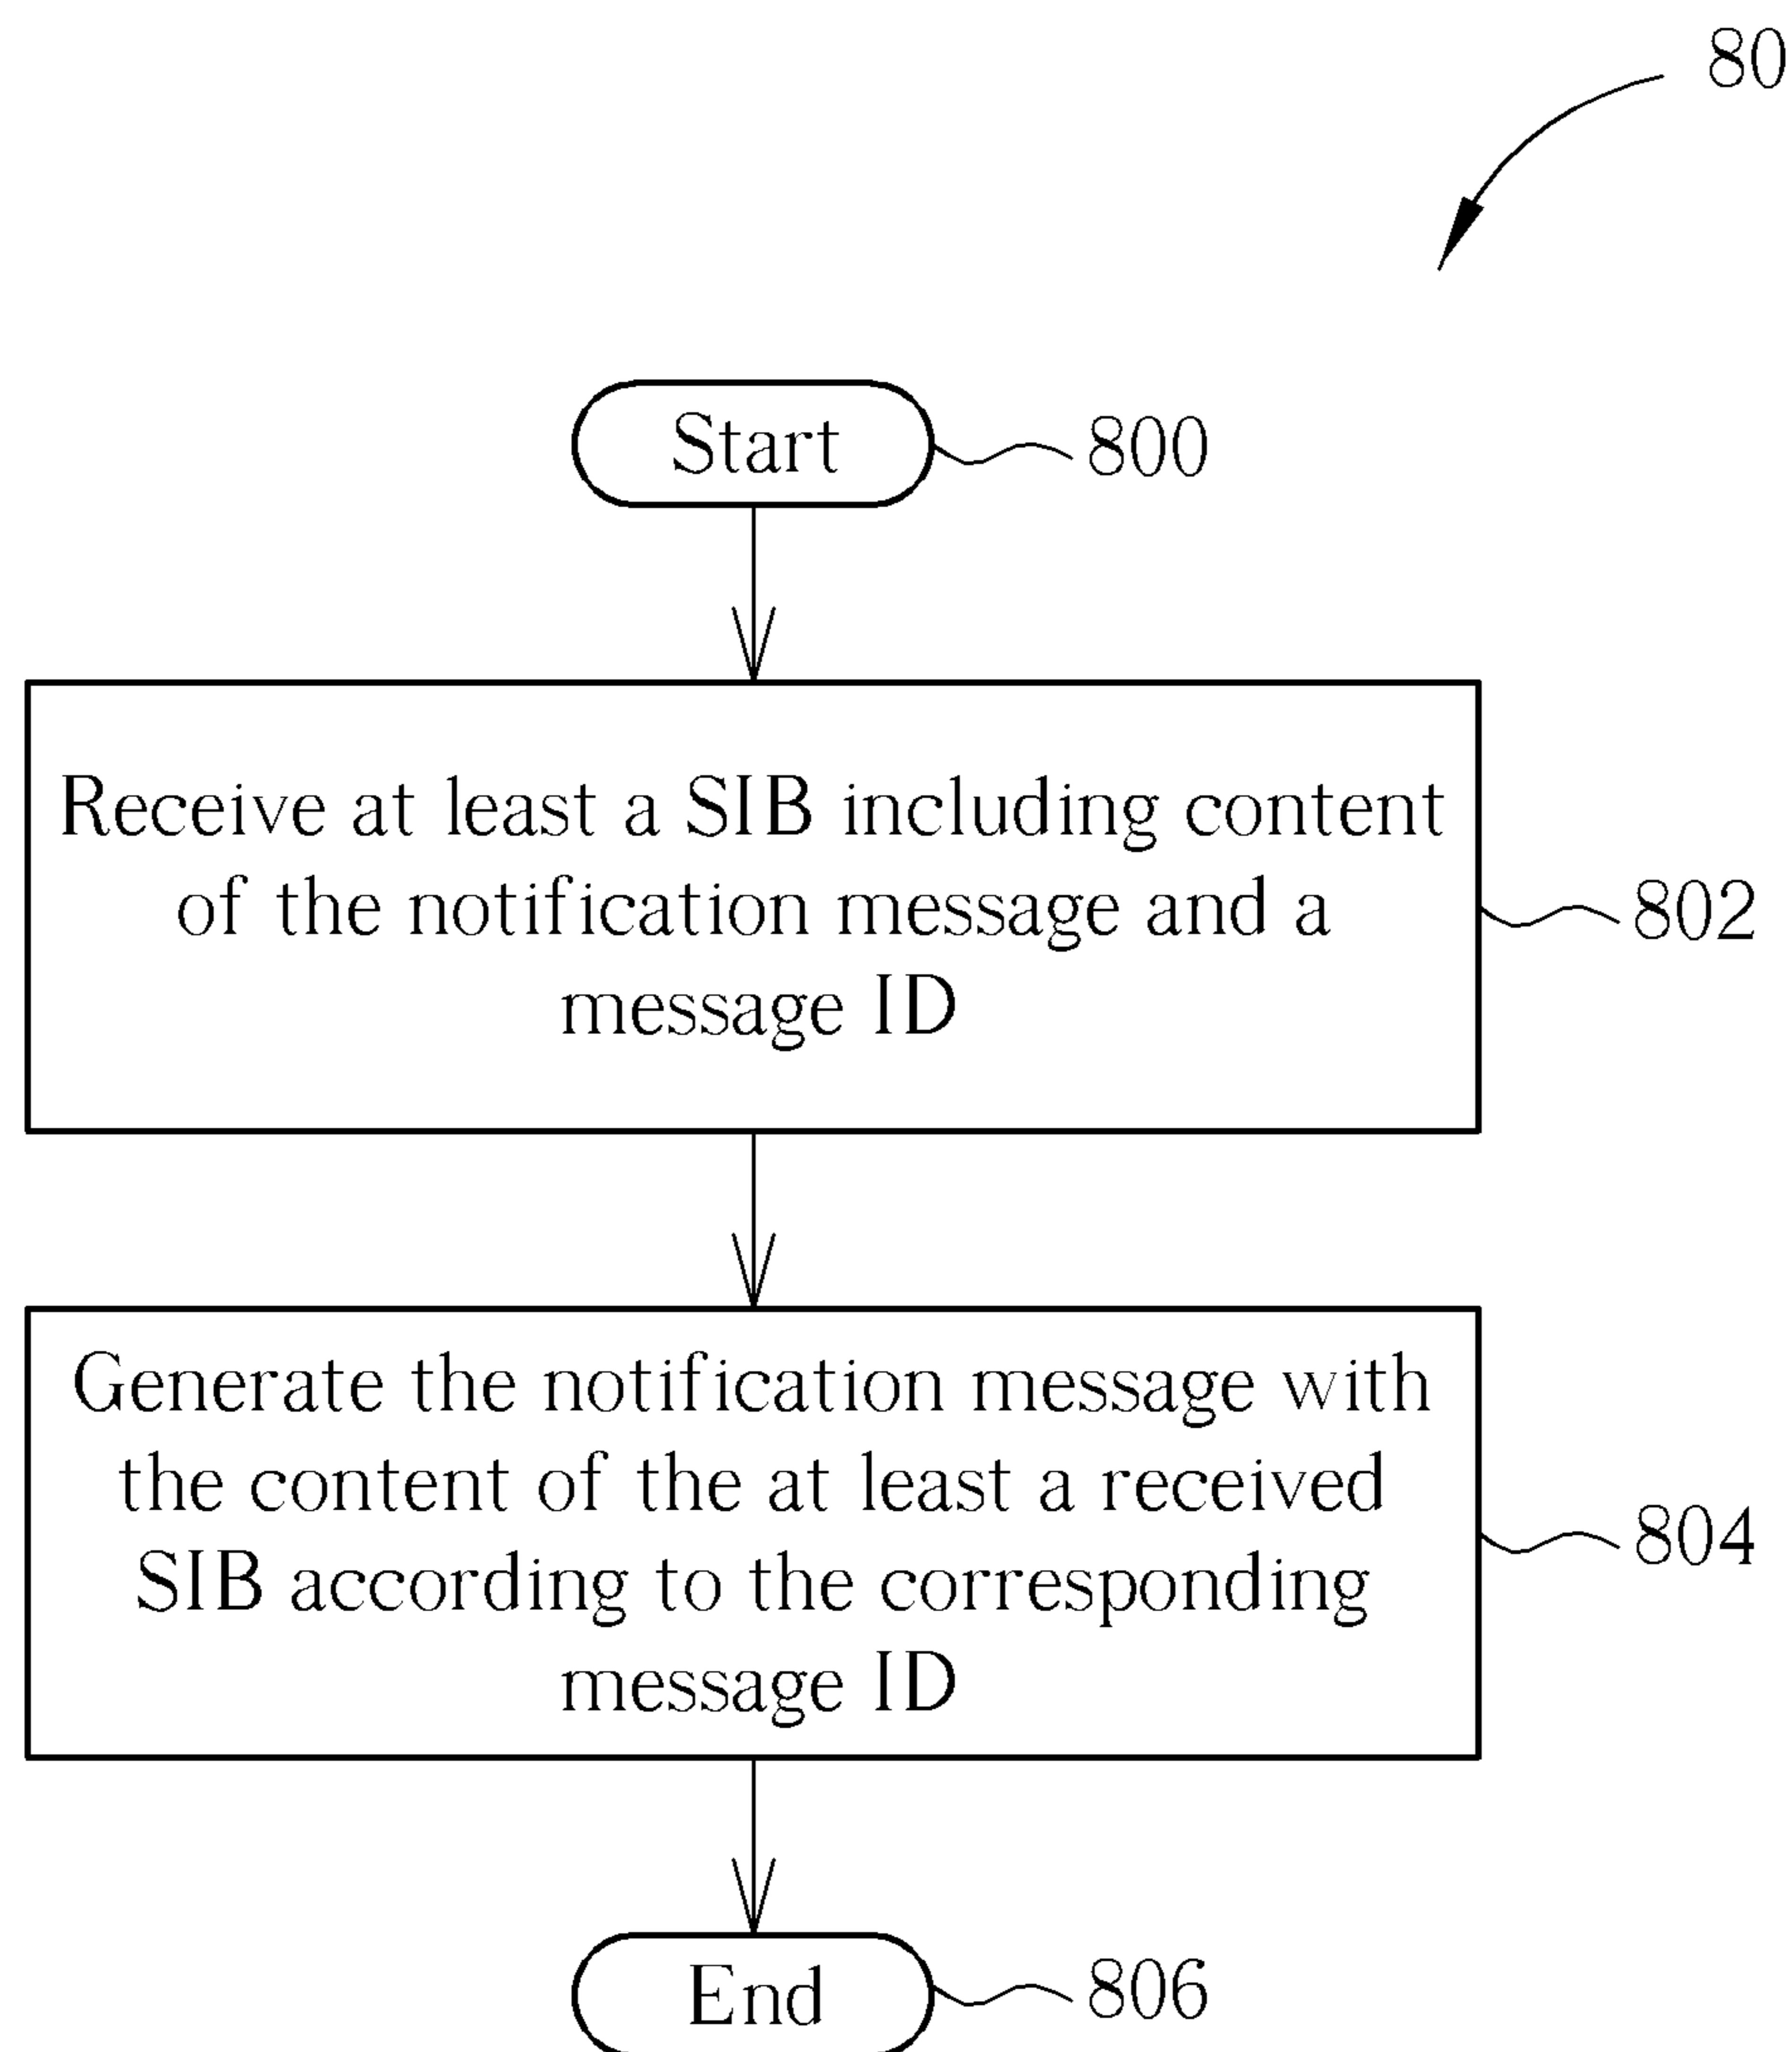 80
Start
800
Receive at least a SIB including content
of the notification message and a
message ID
802
Generate the notification message with
the content of the at least a received
SIB according to the corresponding
message ID
804
End
806